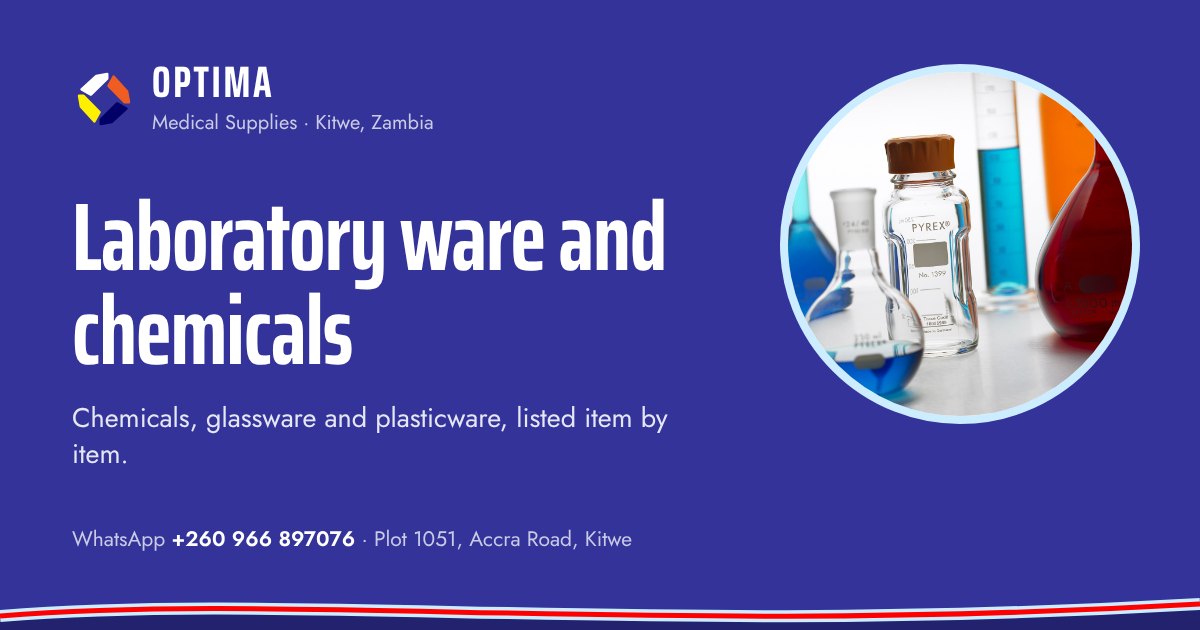 OPTIMA
Medical Supplies · Kitwe, Zambia
Laboratory ware and
chemicals
Chemicals, glassware and plasticware, listed item by
item.
WhatsApp +260 966 897076 · Plot 1051, Accra Road, Kitwe
PYREX®
No. 1399